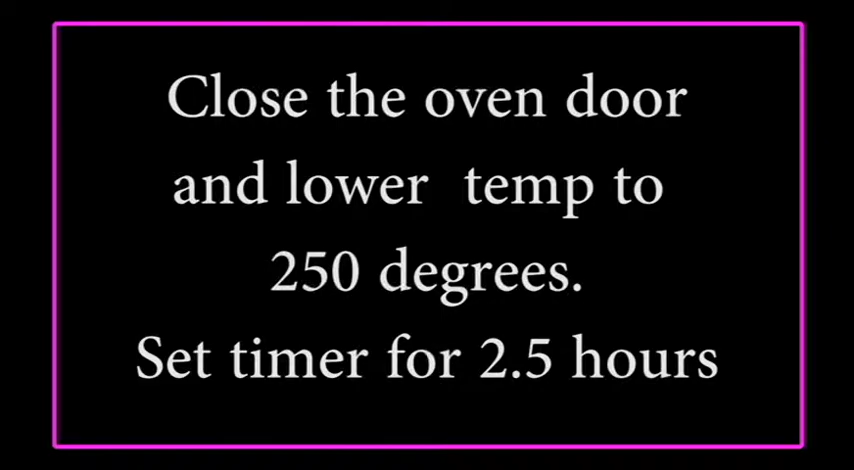 Close the oven door
and lower  temp to
250 degrees.
Set timer for 2.5 hours